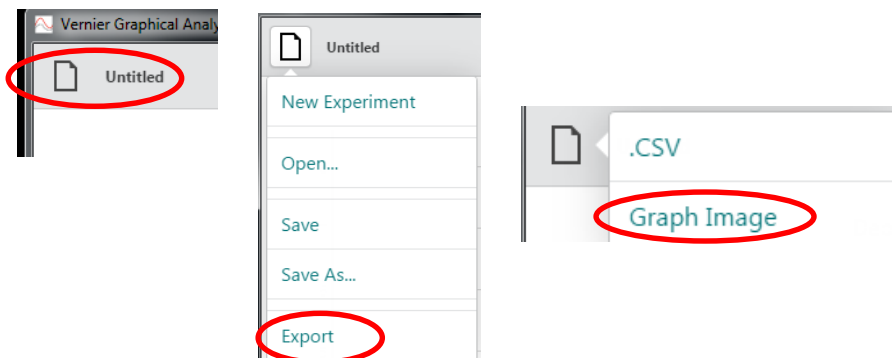 Vernier Graphical Analy
Untitled
Untitled
New Experiment
Open...
Save
Save As...
Export
.CSV
Graph Image